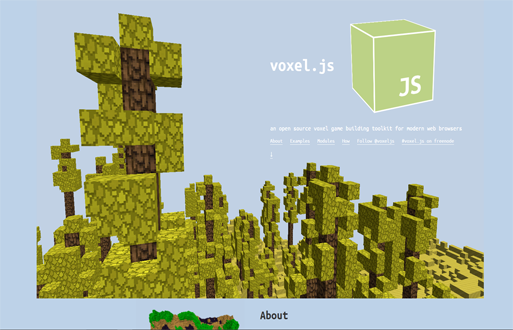 voxel.js
JS
an open source voxel game building toolkit for modern web browsers
About Examples Modules How Follow @voxeljs #voxel.js on freenode
About